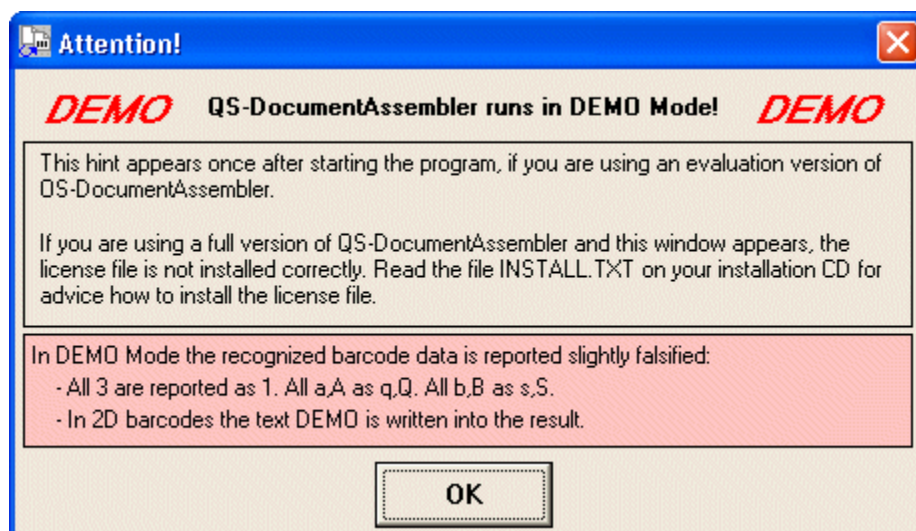 Attention!
DEMO QS-DocumentAssembler runs in DEMO Mode! DEMO
This hint appears once after starting the program, if you are using an evaluation version of
QS-DocumentAssembler.
If you are using a full version of QS-DocumentAssembler and this window appears, the
license file is not installed correctly. Read the file INSTALL.TXT on your installation CD for
advice how to install the license file.
In DEMO Mode the recognized barcode data is reported slightly falsified:
- All 3 are reported as 1. All a,A as q,Q. All b,B as s,S.
- In 2D barcodes the text DEMO is written into the result.
OK